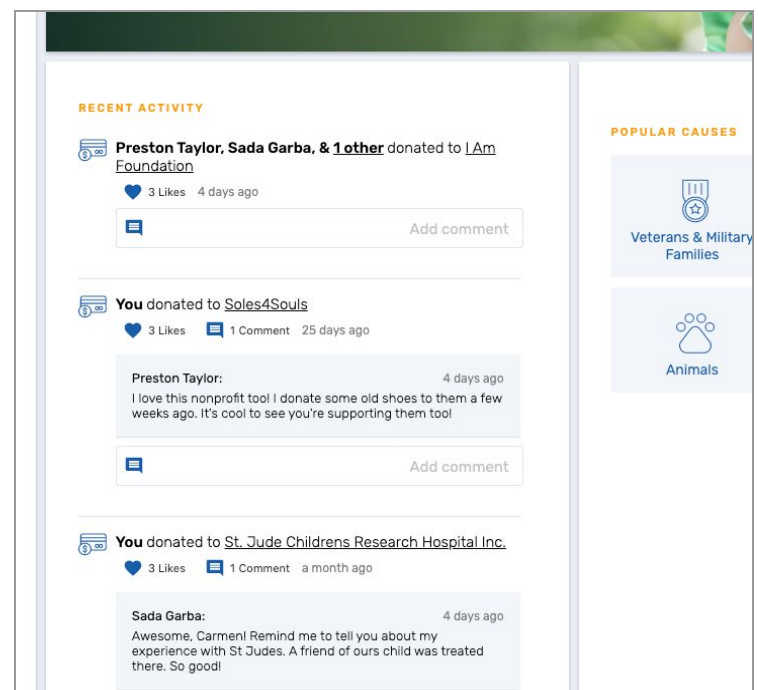 RECENT ACTIVITY
Preston Taylor, Sada Garba, & 1 other donated to I Am
Foundation
3 Likes 4 days ago
Add comment
You donated to Soles4Souls
3 Likes 1 Comment 25 days ago
Preston Taylor: 4 days ago
I love this nonprofit too! I donate some old shoes to them a few
weeks ago. It's cool to see you're supporting them too!
Add comment
You donated to St. Jude Childrens Research Hospital Inc.
3 Likes 1 Comment a month ago
Sada Garba: 4 days ago
Awesome, Carmen! Remind me to tell you about my
experience with St Judes. A friend of ours child was treated
there. So good!
POPULAR CAUSES
Veterans & Military
Families
Animals